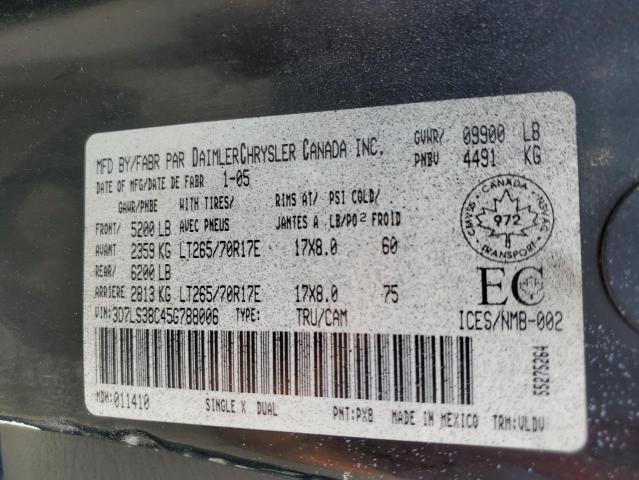 MFD BY/FABR PAR DAIMLERCHRYSLER CANADA INC. GVWR/ 09900 LB
DATE OF MFG/DATE DE FABR 1-05 PNBV 4491 KG
GAWR/PNBE WITH TIRES/ RIMS AT/ PSI COLD/
FRONT/ 5200 LB AVEC PNEUS JANTES A LB/PO² FROID
AVANT 2359 KG LT265/70R17E 17X8.0 60
REAR/ 6200 LB
ARRIERE 2813 KG LT265/70R17E 17X8.0 75
CANADA
972
TRANSPORT
EC
VIN: 3D7LS38C45G788006 TYPE: TRU/CAM ICES/NMB-002
55275264
MDH: 011410 SINGLE X DUAL PNT: PXB MADE IN MEXICO TRM: VLDV